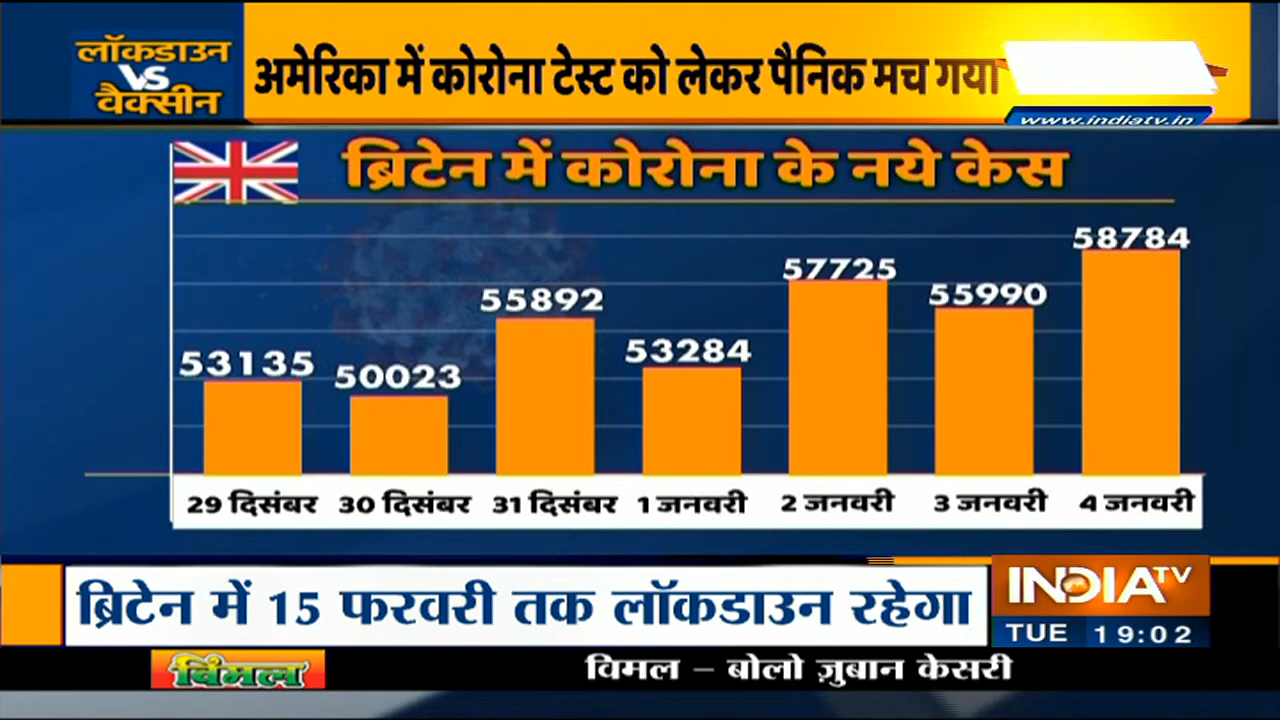 लॉकडाउन
VS
वैक्सीन
अमेरिका में कोरोना टेस्ट को लेकर पैनिक मच गया
www.indiatv.in
ब्रिटेन में कोरोना के नये केस
53135 50023 55892 53284 57725 55990 58784
29 दिसंबर 30 दिसंबर 31 दिसंबर 1 जनवरी 2 जनवरी 3 जनवरी 4 जनवरी
ब्रिटेन में 15 फरवरी तक लॉकडाउन रहेगा
INDIA TV
TUE 19:02
विमल
विमल – बोलो ज़ुबान केसरी